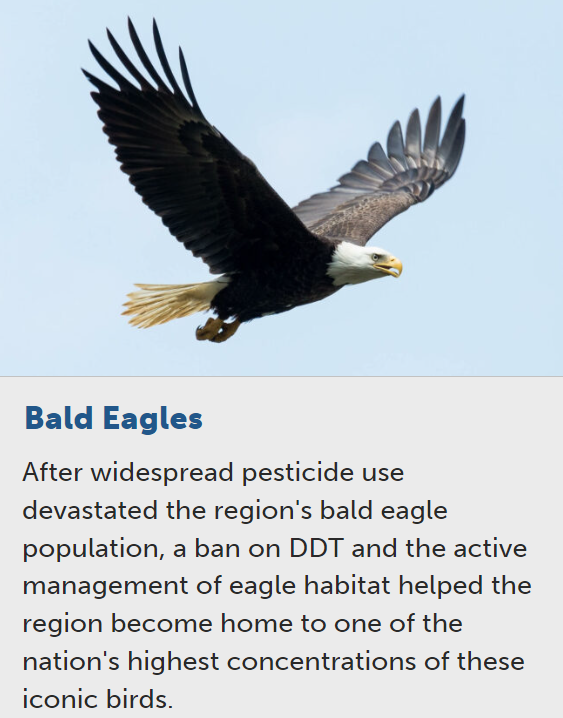 Bald Eagles
After widespread pesticide use
devastated the region's bald eagle
population, a ban on DDT and the active
management of eagle habitat helped the
region become home to one of the
nation's highest concentrations of these
iconic birds.